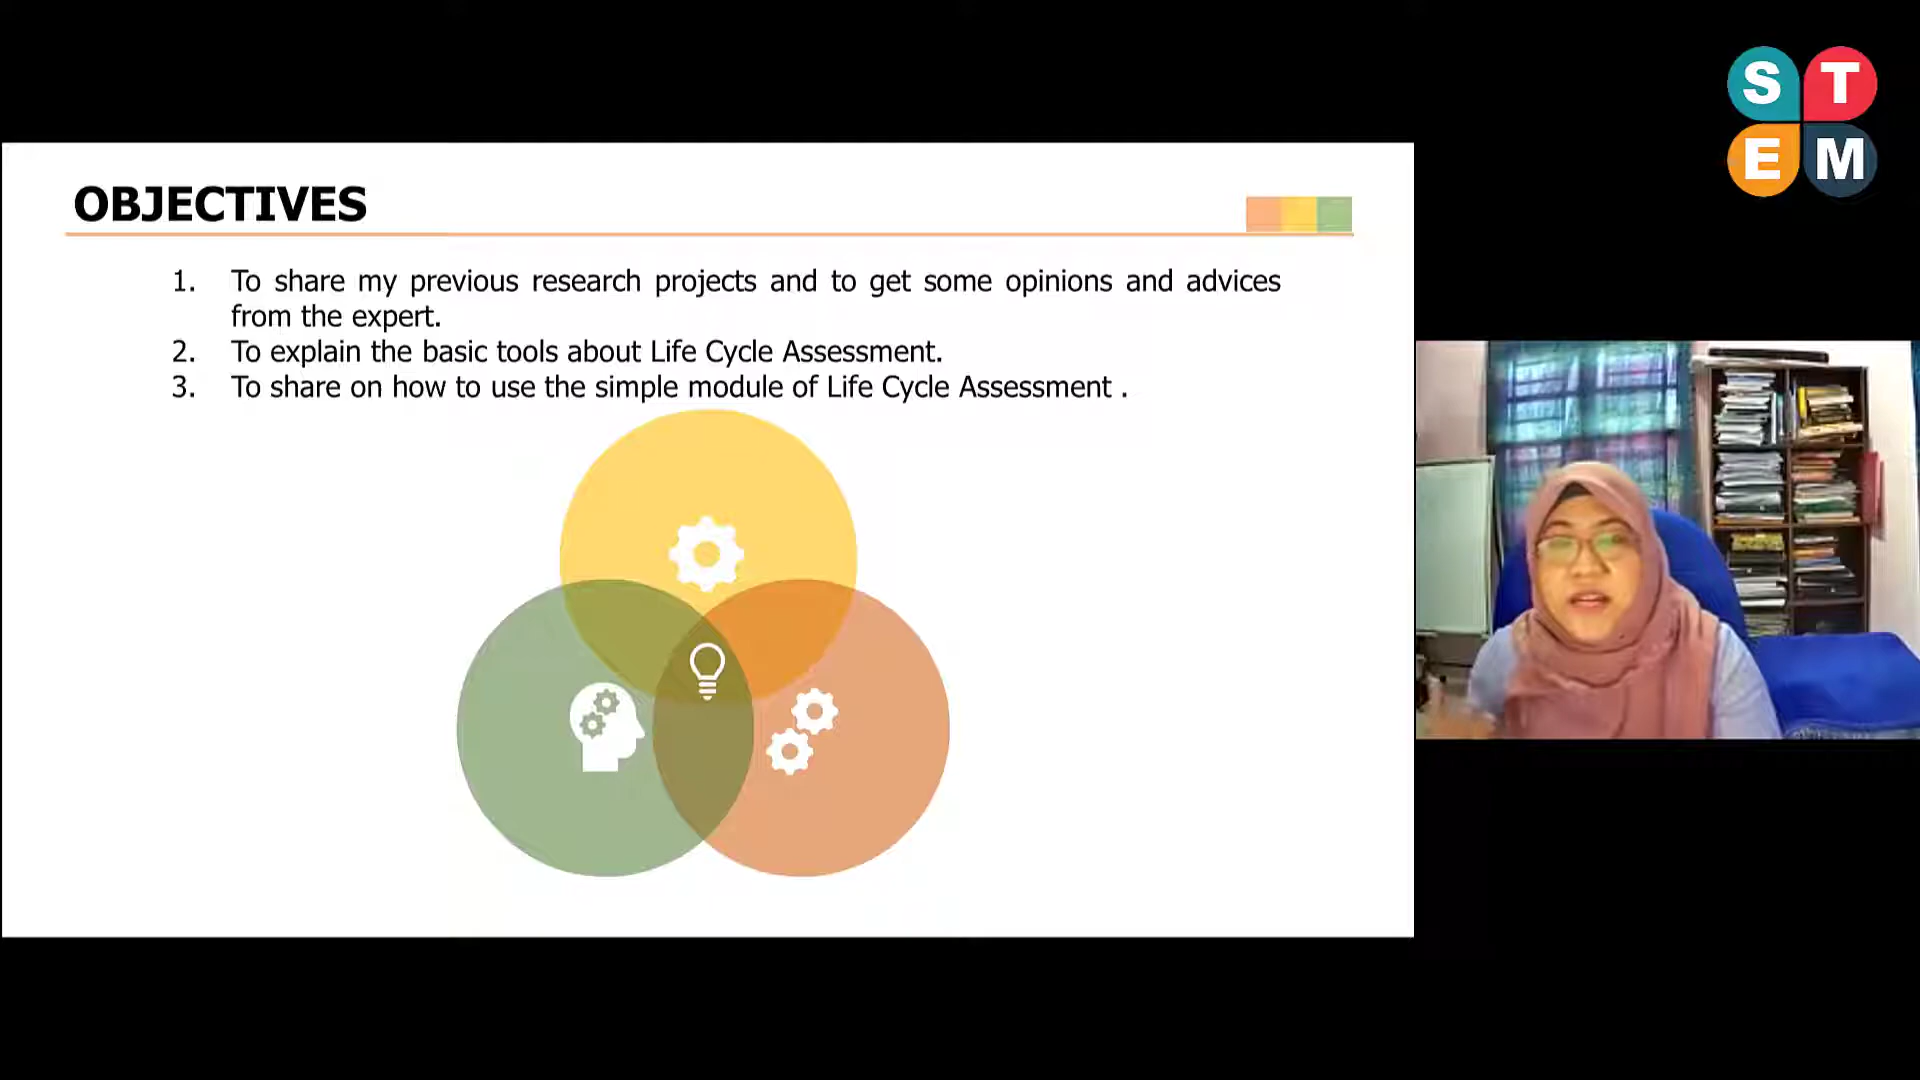 S T
E M
OBJECTIVES
1. To share my previous research projects and to get some opinions and advices
from the expert.
2. To explain the basic tools about Life Cycle Assessment.
3. To share on how to use the simple module of Life Cycle Assessment .